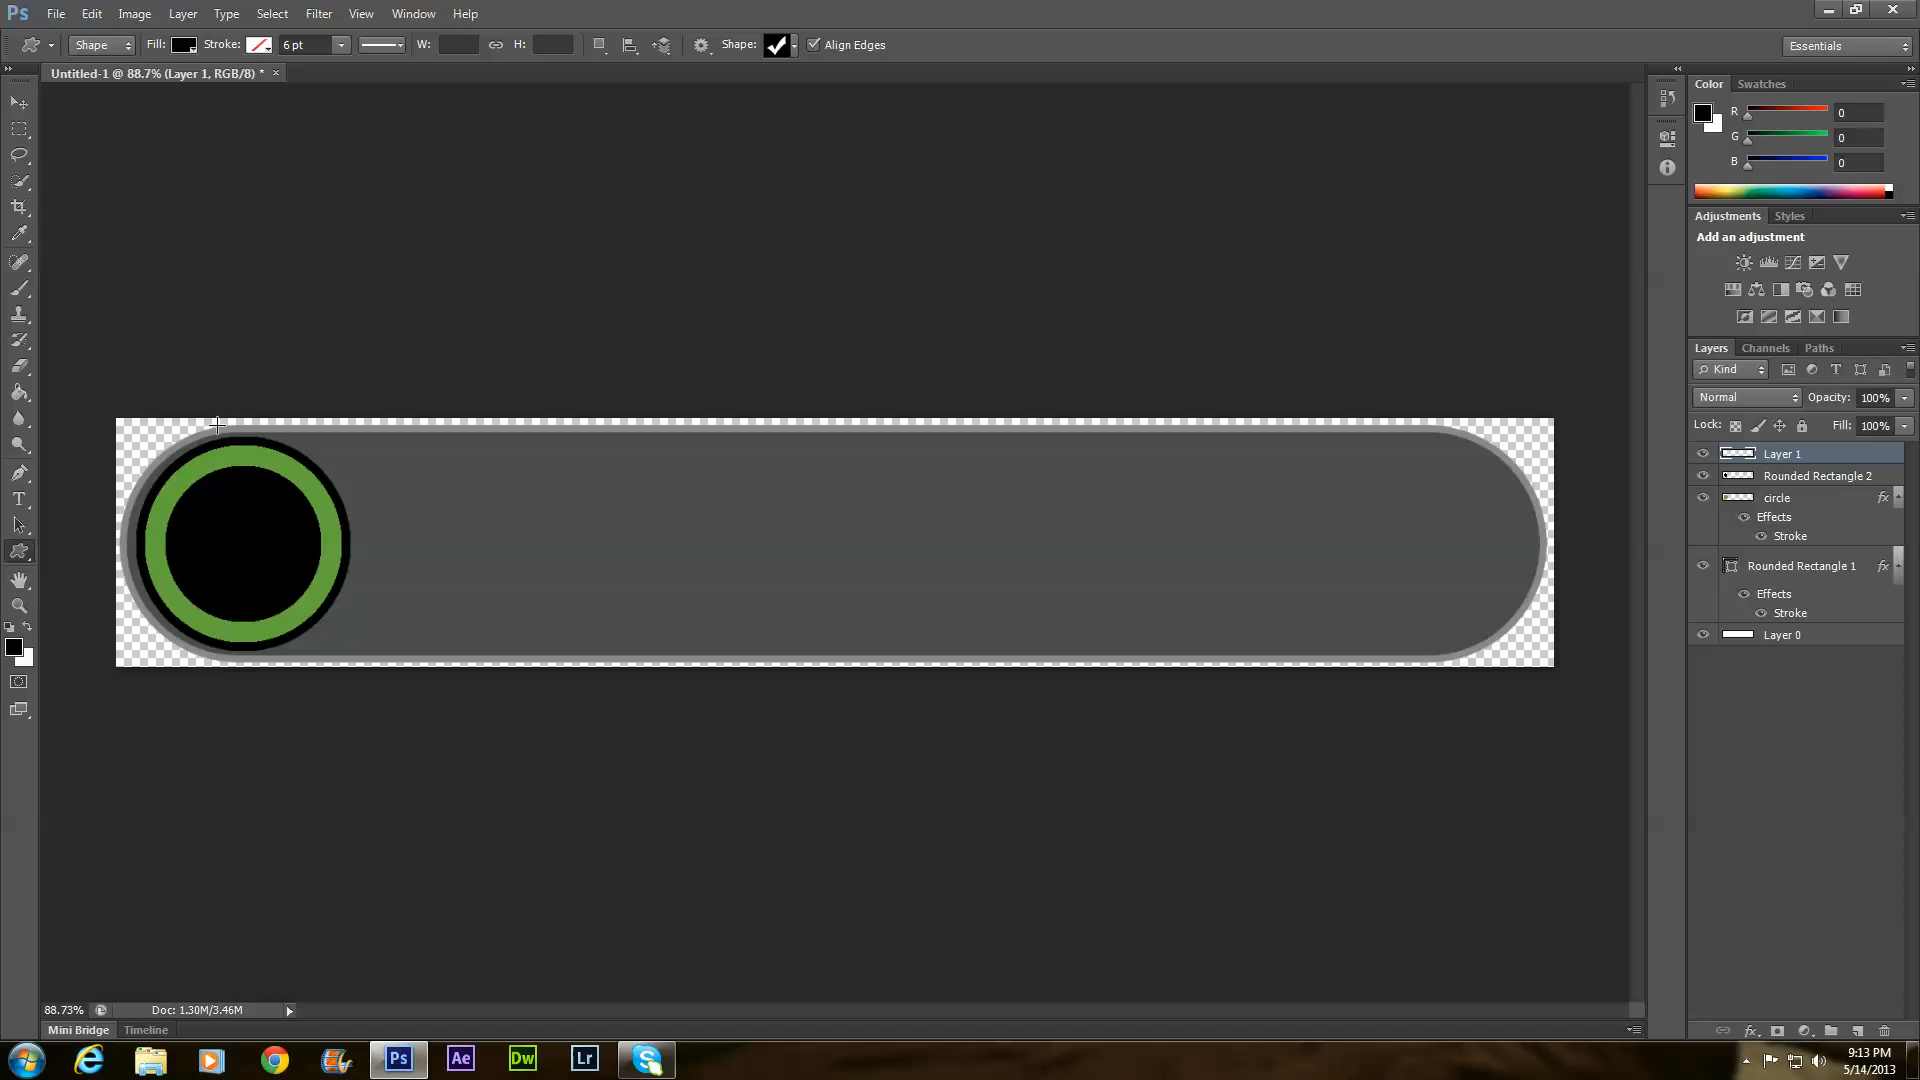 Ps File Edit Image Layer Type Select Filter View Window Help
Shape Fill: Stroke: 6 pt W: H: Shape: Align Edges Essentials
Untitled-1 @ 88.7% (Layer 1, RGB/8) * ×
Color Swatches
R 0
G 0
B 0
Adjustments Styles
Add an adjustment
Layers Channels Paths
Kind
Normal Opacity: 100%
Lock: Fill: 100%
Layer 1
Rounded Rectangle 2
circle fx
Effects
Stroke
Rounded Rectangle 1 fx
Effects
Stroke
Layer 0
88.73% Doc: 1.30M/3.46M
Mini Bridge Timeline
Ps Ae Dw Lr
9:13 PM
5/14/2013